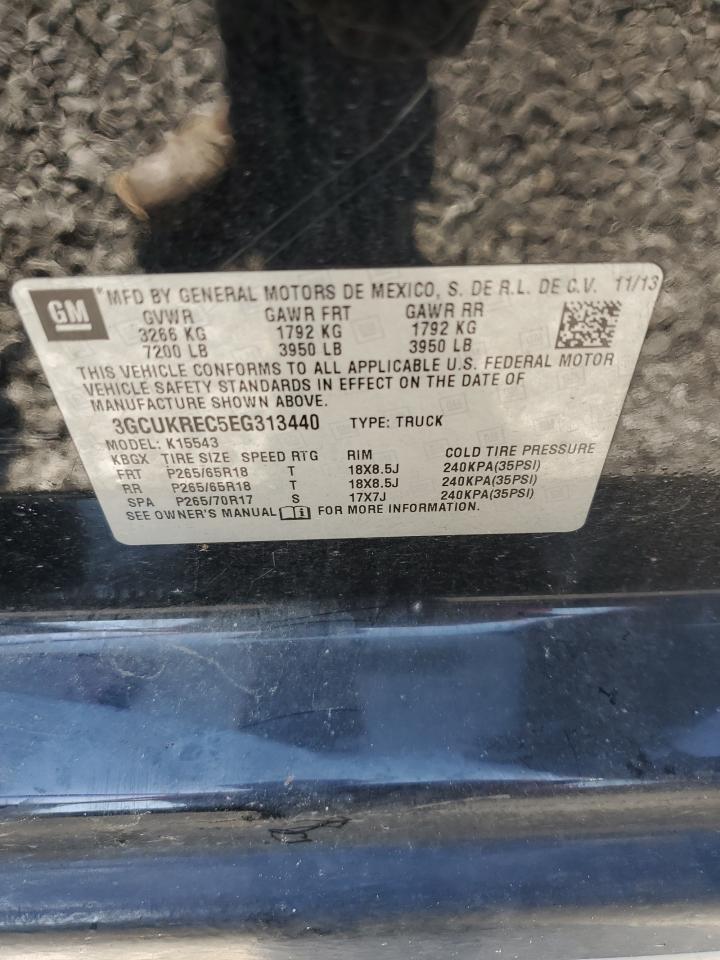 GM *MFD BY GENERAL MOTORS DE MEXICO, S. DE R.L. DE C.V. 11/13
GVWR GAWR FRT GAWR RR
3266 KG 1792 KG 1792 KG
7200 LB 3950 LB 3950 LB
THIS VEHICLE CONFORMS TO ALL APPLICABLE U.S. FEDERAL MOTOR
VEHICLE SAFETY STANDARDS IN EFFECT ON THE DATE OF
MANUFACTURE SHOWN ABOVE.
3GCUKREC5EG313440 TYPE: TRUCK
MODEL: K15543
KBGX TIRE SIZE SPEED RTG RIM COLD TIRE PRESSURE
FRT P265/65R18 T 18X8.5J 240KPA(35PSI)
RR P265/65R18 T 18X8.5J 240KPA(35PSI)
SPA P265/70R17 S 17X7J 240KPA(35PSI)
SEE OWNER'S MANUAL i FOR MORE INFORMATION.